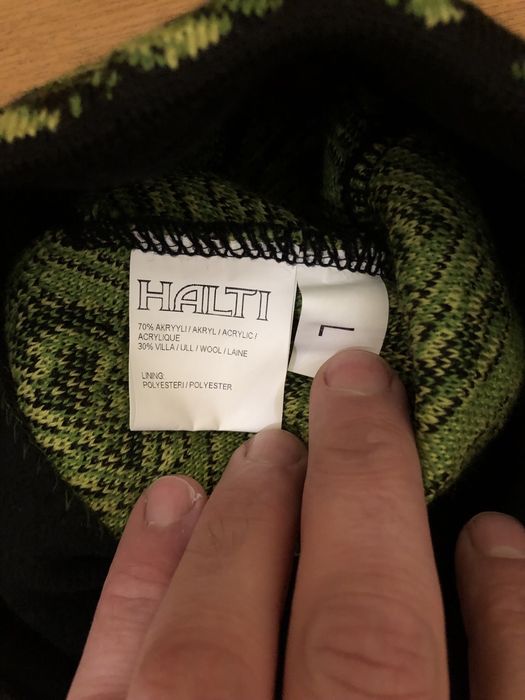 HALTI
70% AKRYYLI / AKRYL / ACRYLIC /
ACRYLIQUE
30% VILLA / ULL / WOOL / LAINE
LINING:
POLYESTERI / POLYESTER
L